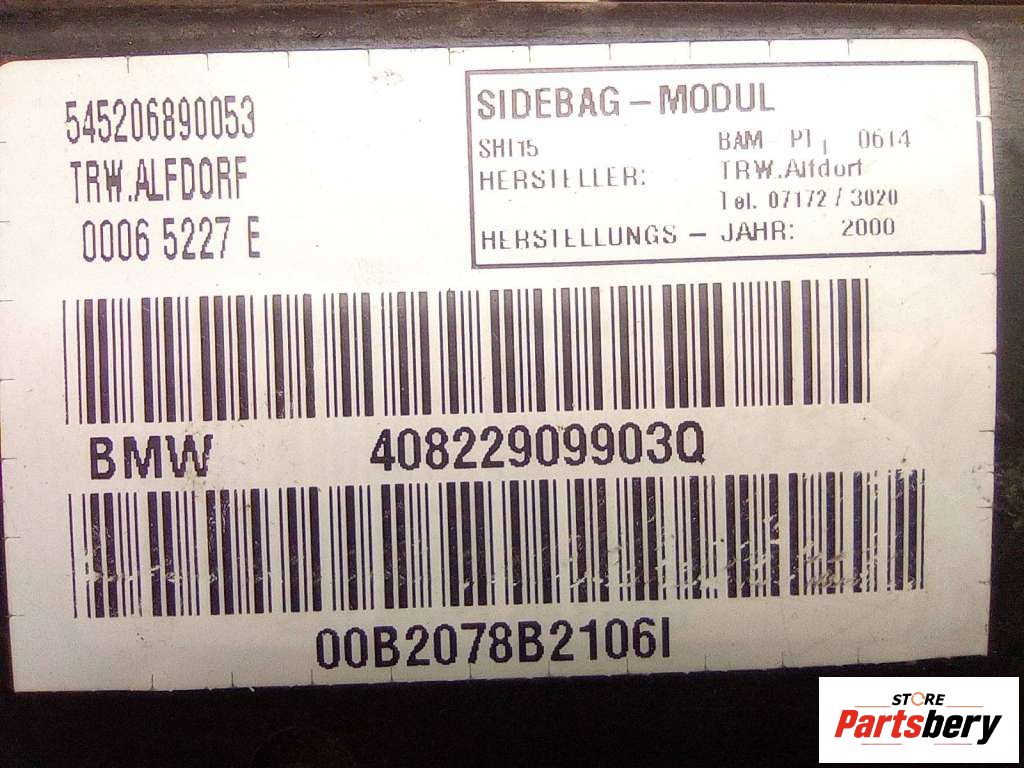 545206890053
TRW.ALFDORF
0006 5227 E
SIDEBAG-MODUL
SHI15 BAM-PT1 0614
HERSTELLER: TRW.Alfdorf
Tel. 07172/3020
HERSTELLUNGS-JAHR: 2000
BMW 40822909903Q
00B2078B2106I
STORE
Partsbery